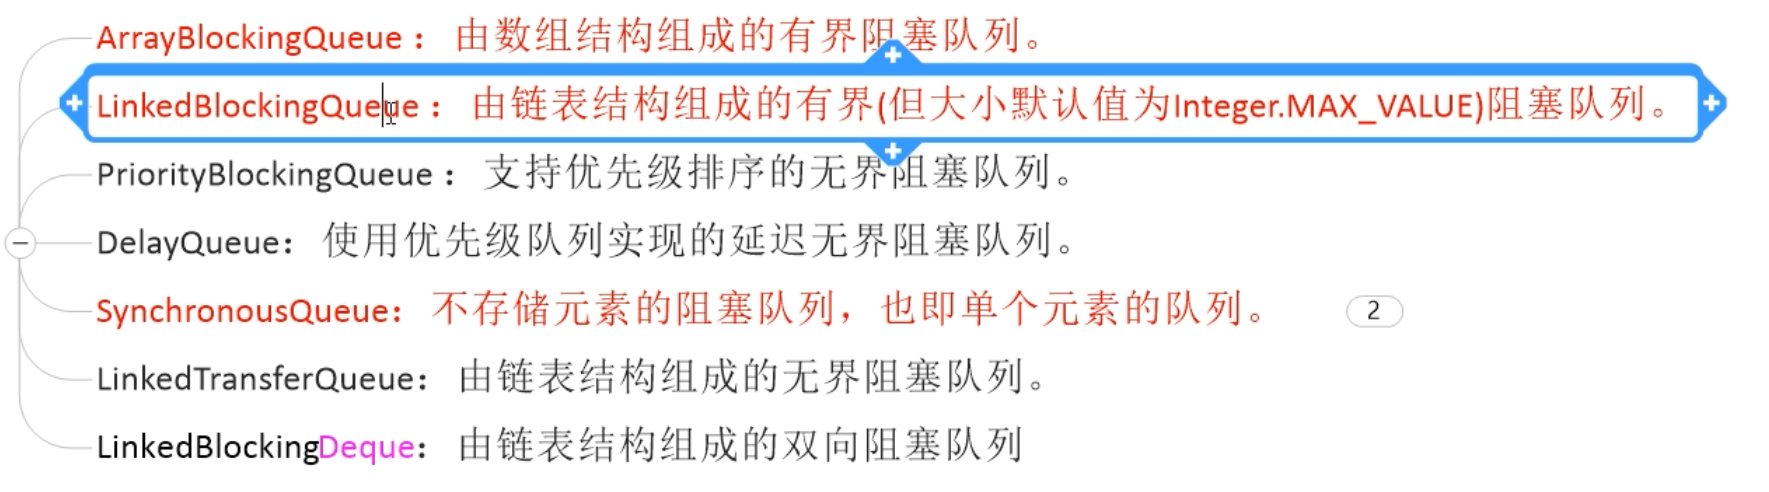 ArrayBlockingQueue： 由数组结构组成的有界阻塞队列。
LinkedBlockingQueue： 由链表结构组成的有界(但大小默认值为Integer.MAX_VALUE)阻塞队列。
PriorityBlockingQueue： 支持优先级排序的无界阻塞队列。
DelayQueue： 使用优先级队列实现的延迟无界阻塞队列。
SynchronousQueue： 不存储元素的阻塞队列，也即单个元素的队列。 2
LinkedTransferQueue： 由链表结构组成的无界阻塞队列。
LinkedBlockingDeque： 由链表结构组成的双向阻塞队列